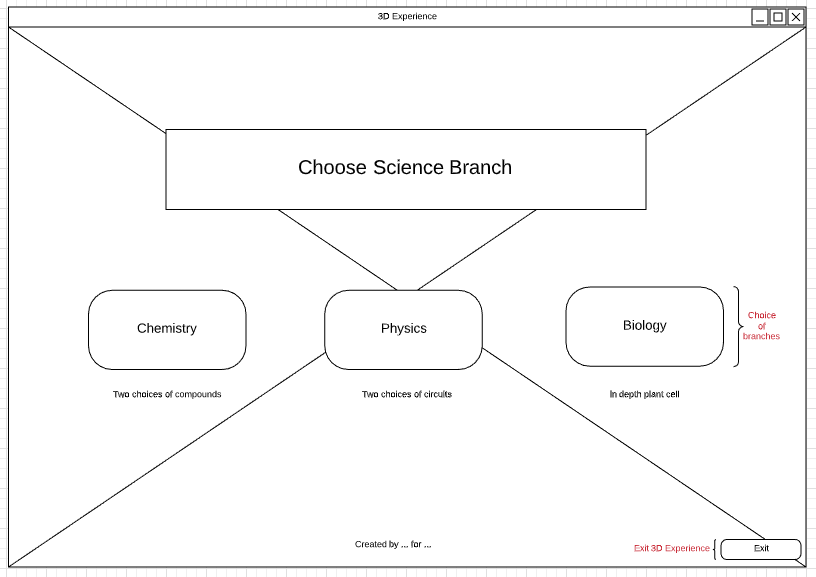 3D Experience
Choose Science Branch
Chemistry
Physics
Biology
Choice
of
branches
Two choices of compounds
Two choices of circuits
In depth plant cell
Created by ... for ...
Exit 3D Experience
Exit